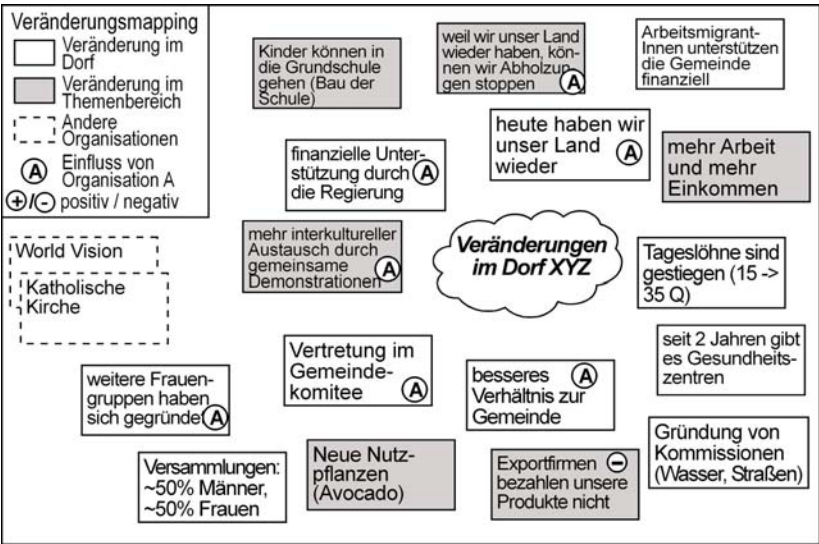 Veränderungsmapping
Veränderung im
Dorf
Veränderung im
Themenbereich
Andere
Organisationen
A
Einfluss von
Organisation A
+/- positiv / negativ
Kinder können in
die Grundschule
gehen (Bau der
Schule)
weil wir unser Land
wieder haben, kön-
nen wir Abholzun-
gen stoppen
A
Arbeitsmigrant-
Innen unterstützen
die Gemeinde
finanziell
finanzielle Unter-
stützung durch
die Regierung
A
heute haben wir
unser Land
wieder
A
mehr Arbeit
und mehr
Einkommen
World Vision
Katholische
Kirche
mehr interkultureller
Austausch durch
gemeinsame
Demonstrationen
A
Veränderungen
im Dorf XYZ
Tageslöhne sind
gestiegen (15 ->
35 Q)
weitere Frauen-
gruppen haben
sich gegründet
A
Vertretung im
Gemeinde-
komitee
A
besseres
Verhältnis zur
Gemeinde
A
seit 2 Jahren gibt
es Gesundheits-
zentren
Versammlungen:
~50% Männer,
~50% Frauen
Neue Nutz-
pflanzen
(Avocado)
Exportfirmen -
bezahlen unsere
Produkte nicht
Gründung von
Kommissionen
(Wasser, Straßen)